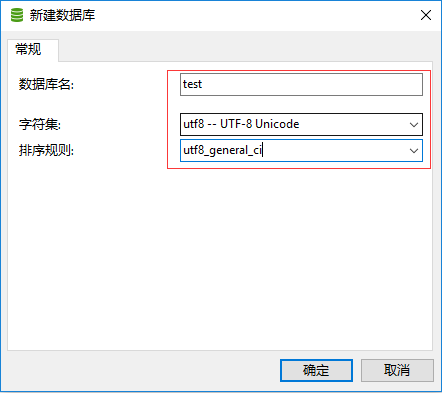 新建数据库
常规
数据库名: test
字符集: utf8 -- UTF-8 Unicode
排序规则: utf8_general_ci
确定 取消